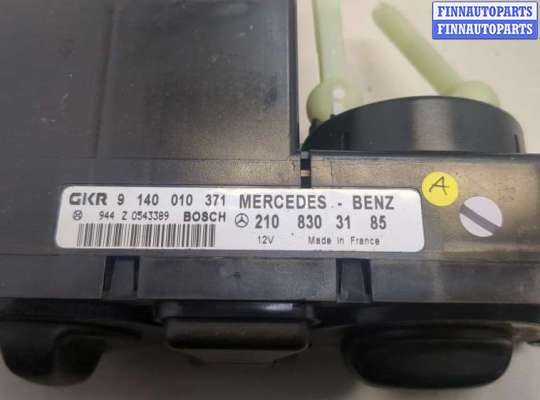 FINNAUTOPARTS
FINNAUTOPARTS
A
GKR 9 140 010 371 MERCEDES - BENZ
944 Z 0543389 BOSCH 210 830 31 85
12V Made in France